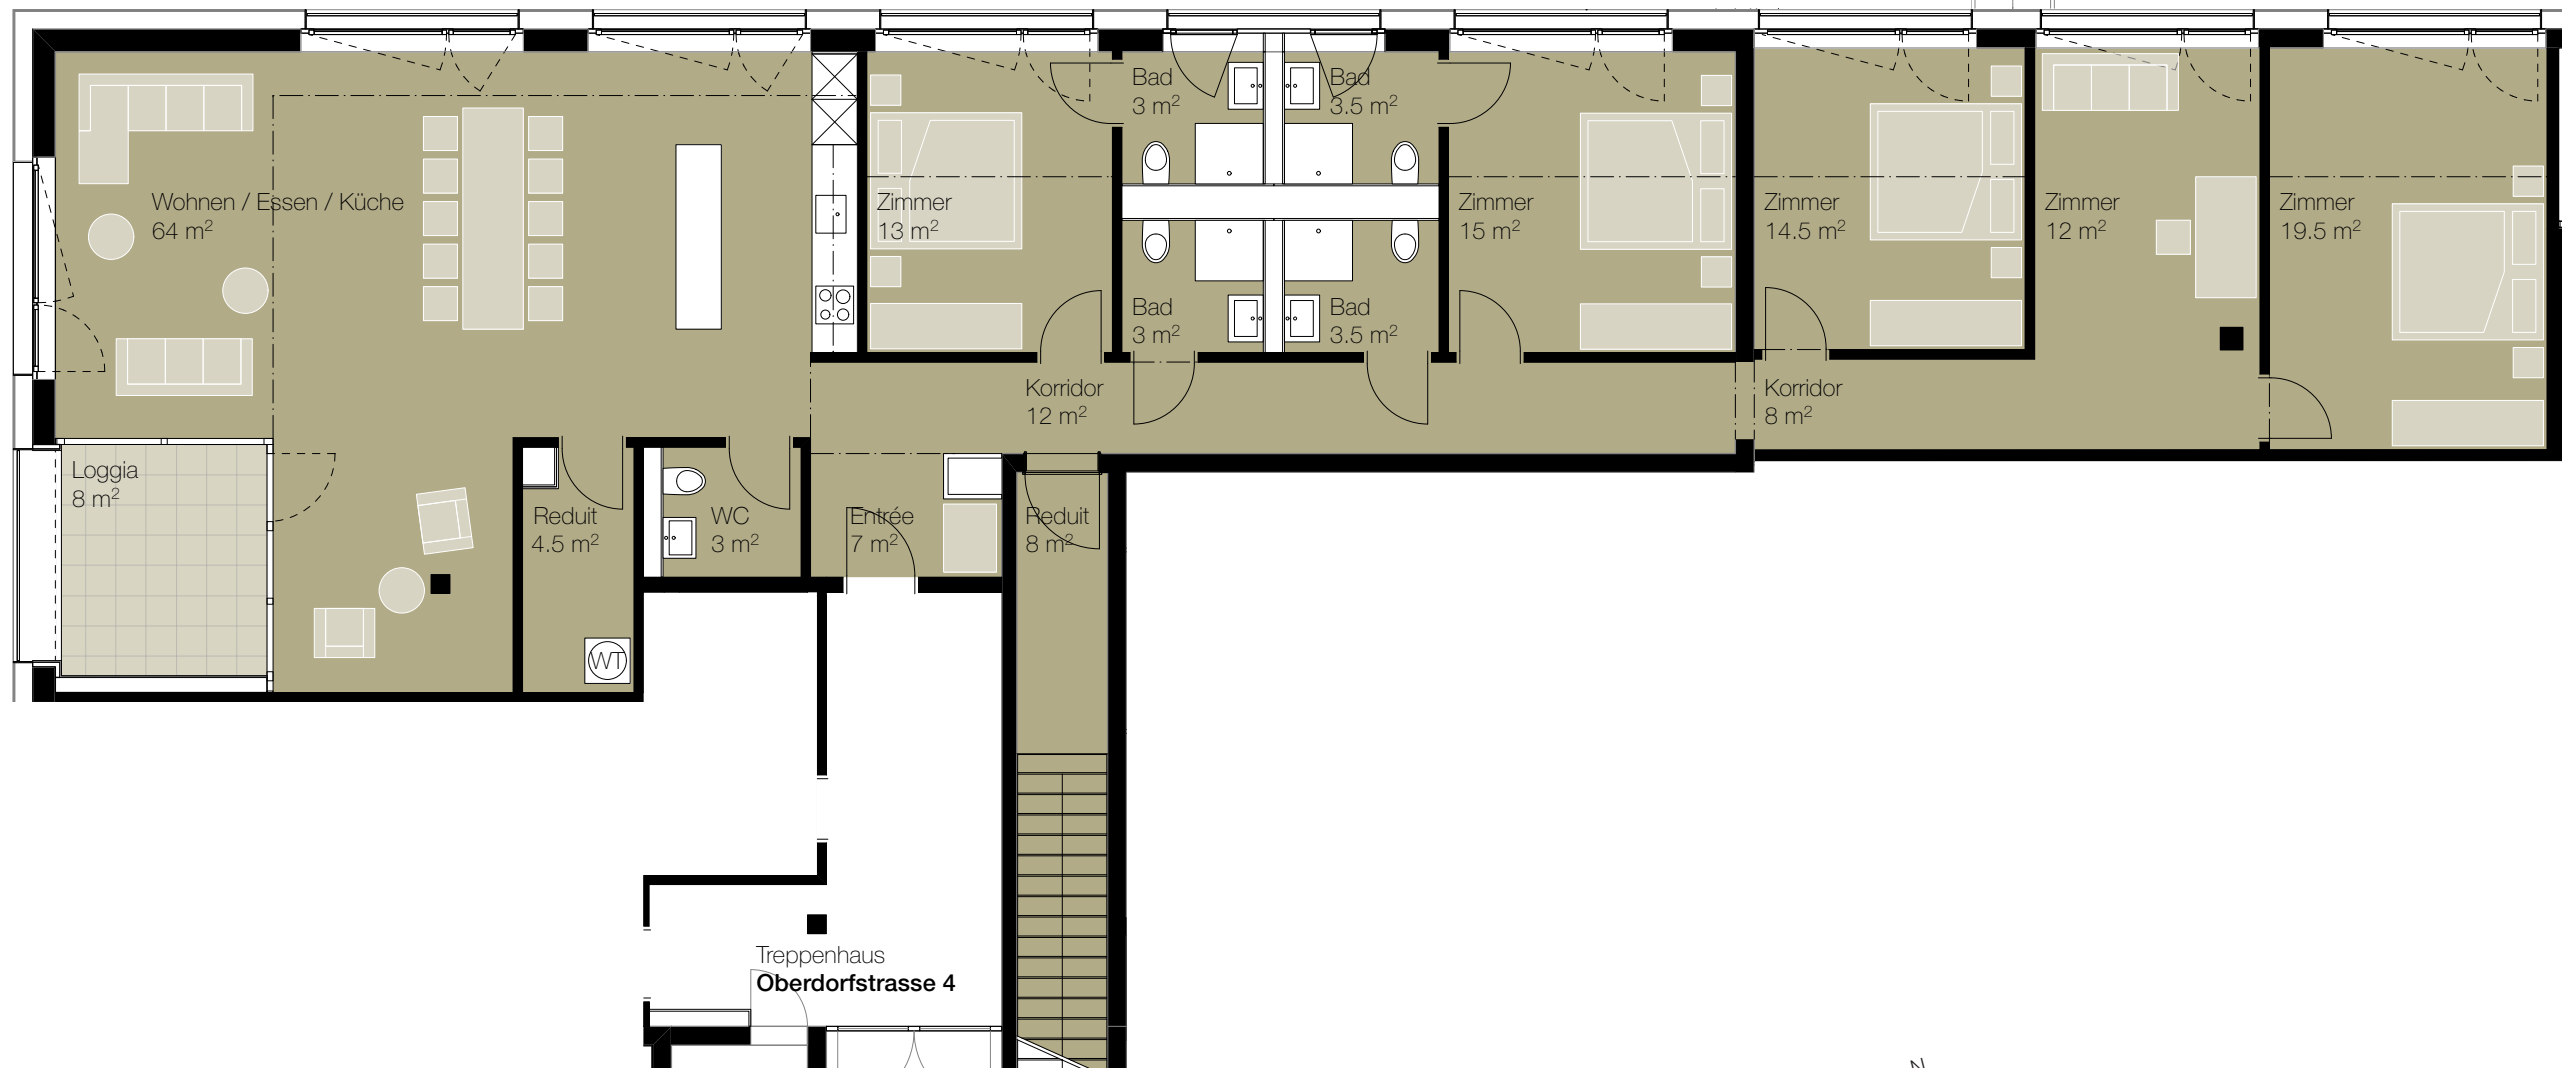 Bad
3 m²
Bad
3.5 m²
Wohnen / Essen / Küche
64 m²
Zimmer
13 m²
Zimmer
15 m²
Zimmer
14.5 m²
Zimmer
12 m²
Zimmer
19.5 m²
Bad
3 m²
Bad
3.5 m²
Korridor
12 m²
Korridor
8 m²
Loggia
8 m²
Reduit
4.5 m²
WC
3 m²
Entrée
7 m²
Reduit
8 m²
WT
Treppenhaus
Oberdorfstrasse 4
N